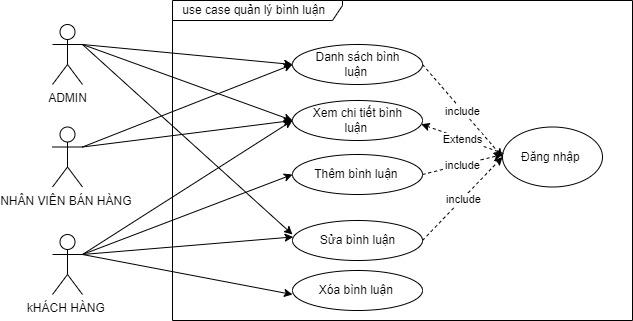 use case quản lý bình luận
ADMIN
NHÂN VIÊN BÁN HÀNG
kHÁCH HÀNG
Danh sách bình
luận
Xem chi tiết bình
luận
Thêm bình luận
Sửa bình luận
Xóa bình luận
include
Extends
include
include
Đăng nhập